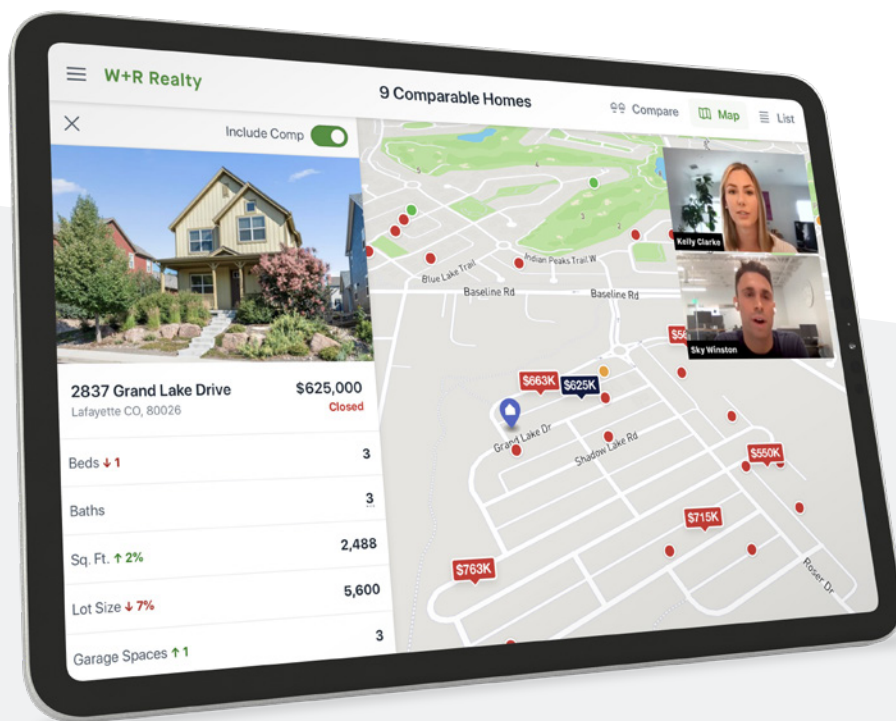 W+R Realty
9 Comparable Homes
Compare
Map
List
Include Comp
Kelly Clarke
Blue Lake Trail
Indian Peaks Trail W
Baseline Rd
Baseline Rd
Sky Winston
2837 Grand Lake Drive
$625,000
Lafayette CO, 80026
Closed
$663K
$625K
Grand Lake Dr
Shadow Lake Rd
$550K
Beds ↓ 1
3
Baths
3
$715K
Sq. Ft. ↑ 2%
2,488
$763K
Roser Dr
Lot Size ↓ 7%
5,600
Garage Spaces ↑ 1
3